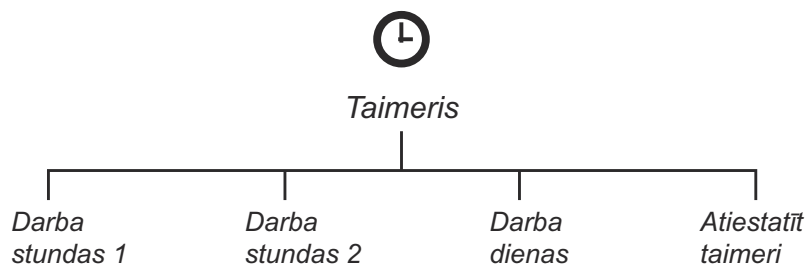 Taimeris
Darba
stundas 1
Darba
stundas 2
Darba
dienas
Atiestatīt
taimeri